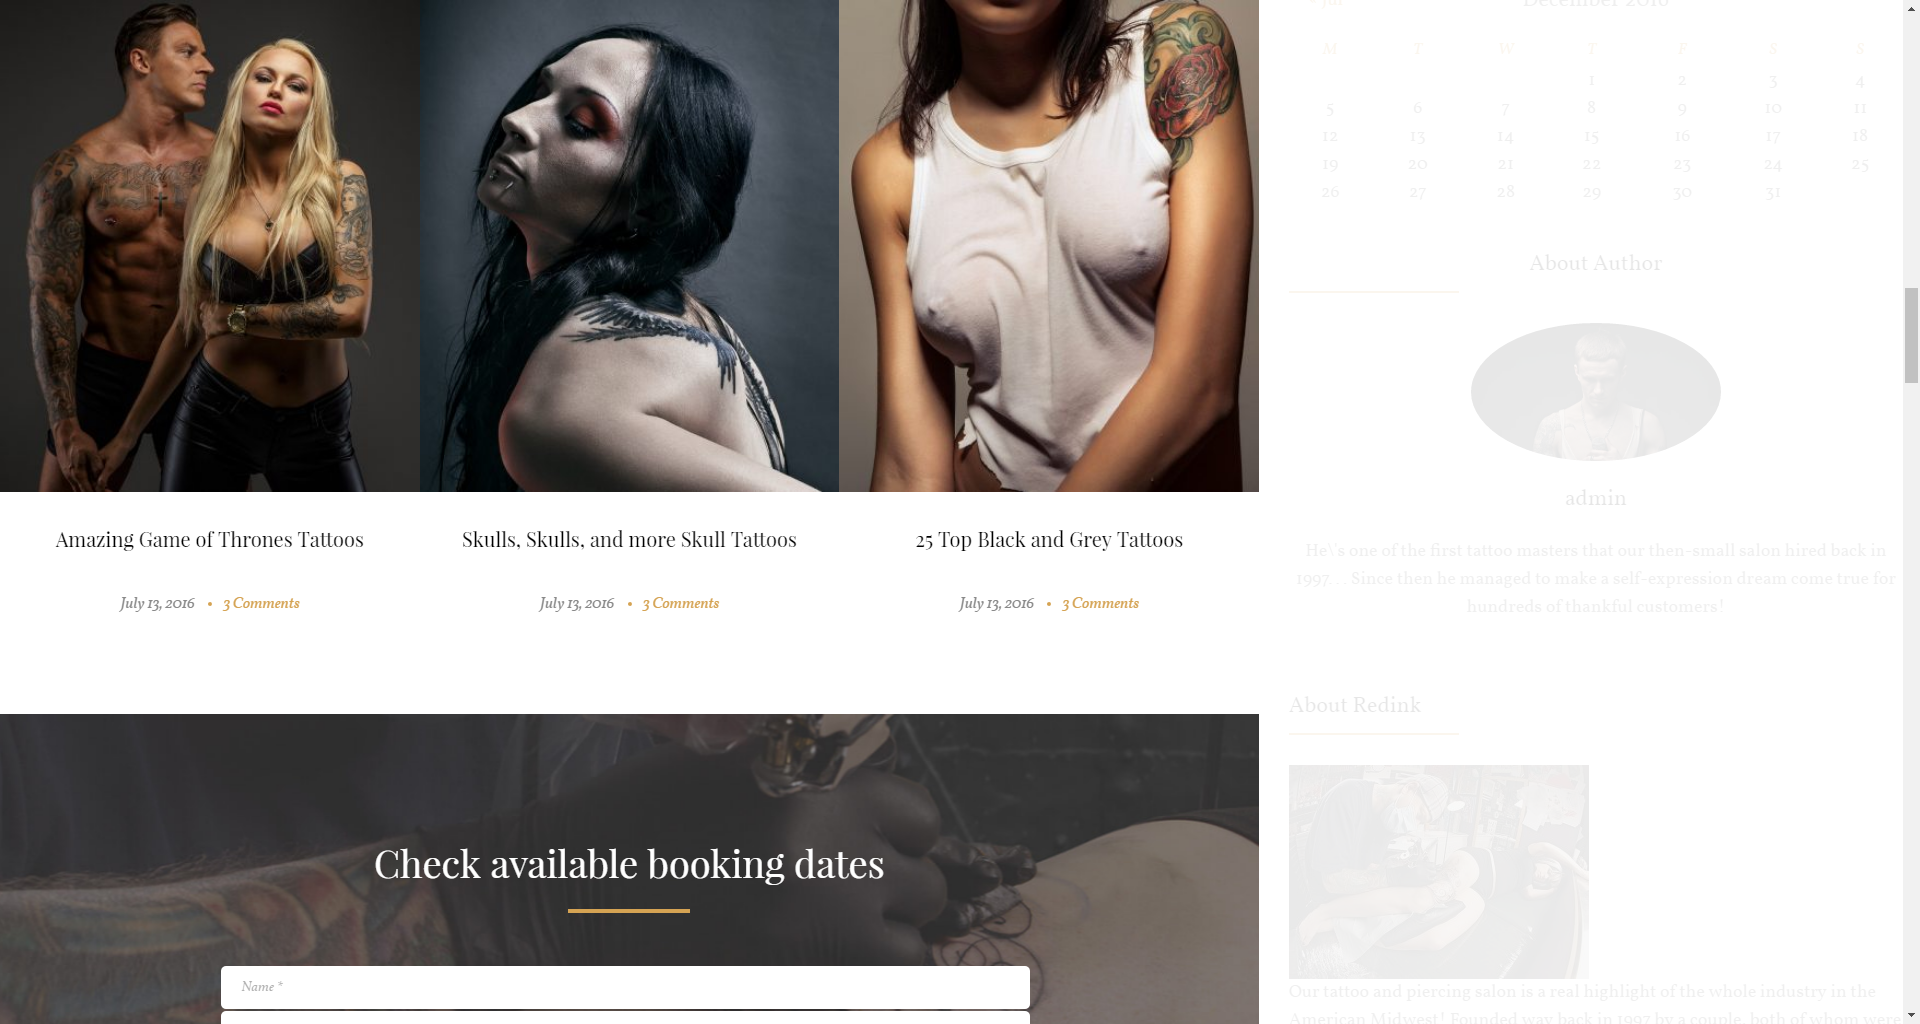 Amazing Game of Thrones Tattoos
July 13, 2016 • 3 Comments
Skulls, Skulls, and more Skull Tattoos
July 13, 2016 • 3 Comments
25 Top Black and Grey Tattoos
July 13, 2016 • 3 Comments
Check available booking dates
Name *
« Jul
December 2016
M T W T F S S
1 2 3 4
5 6 7 8 9 10 11
12 13 14 15 16 17 18
19 20 21 22 23 24 25
26 27 28 29 30 31
About Author
admin
He\'s one of the first tattoo masters that our then-small salon hired back in
1997. . . Since then he managed to make a self-expression dream come true for
hundreds of thankful customers!
About Redink
Our tattoo and piercing salon is a real highlight of the whole industry in the
American Midwest! Founded way back in 1997 by a couple, both of whom were